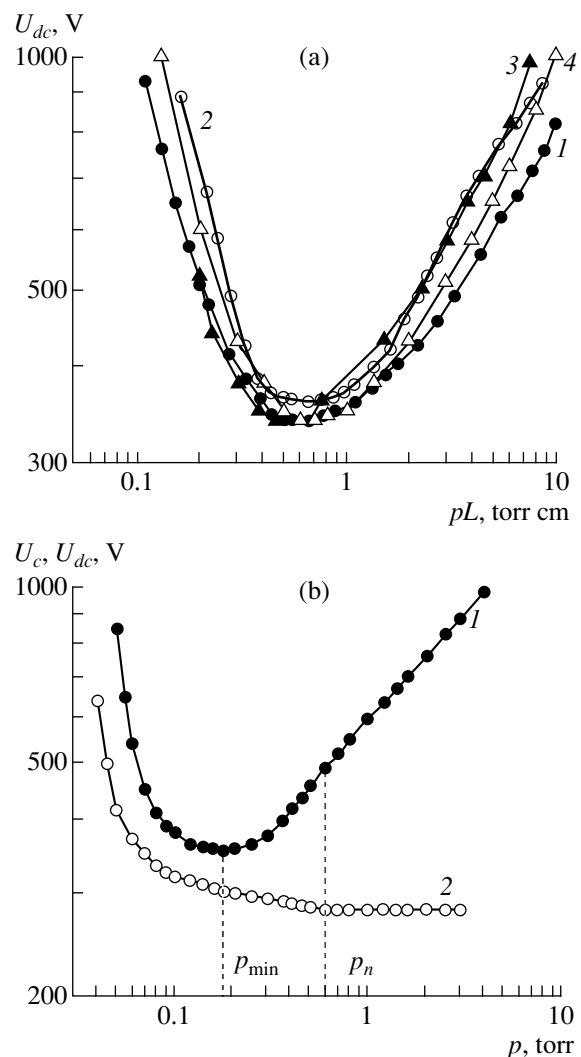 U_dc, V
(a)
1000
500
300
2
3
4
1
0.1
1
10
pL, torr cm
U_c, U_dc, V
(b)
1000
500
200
1
2
p_min
p_n
0.1
1
10
p, torr